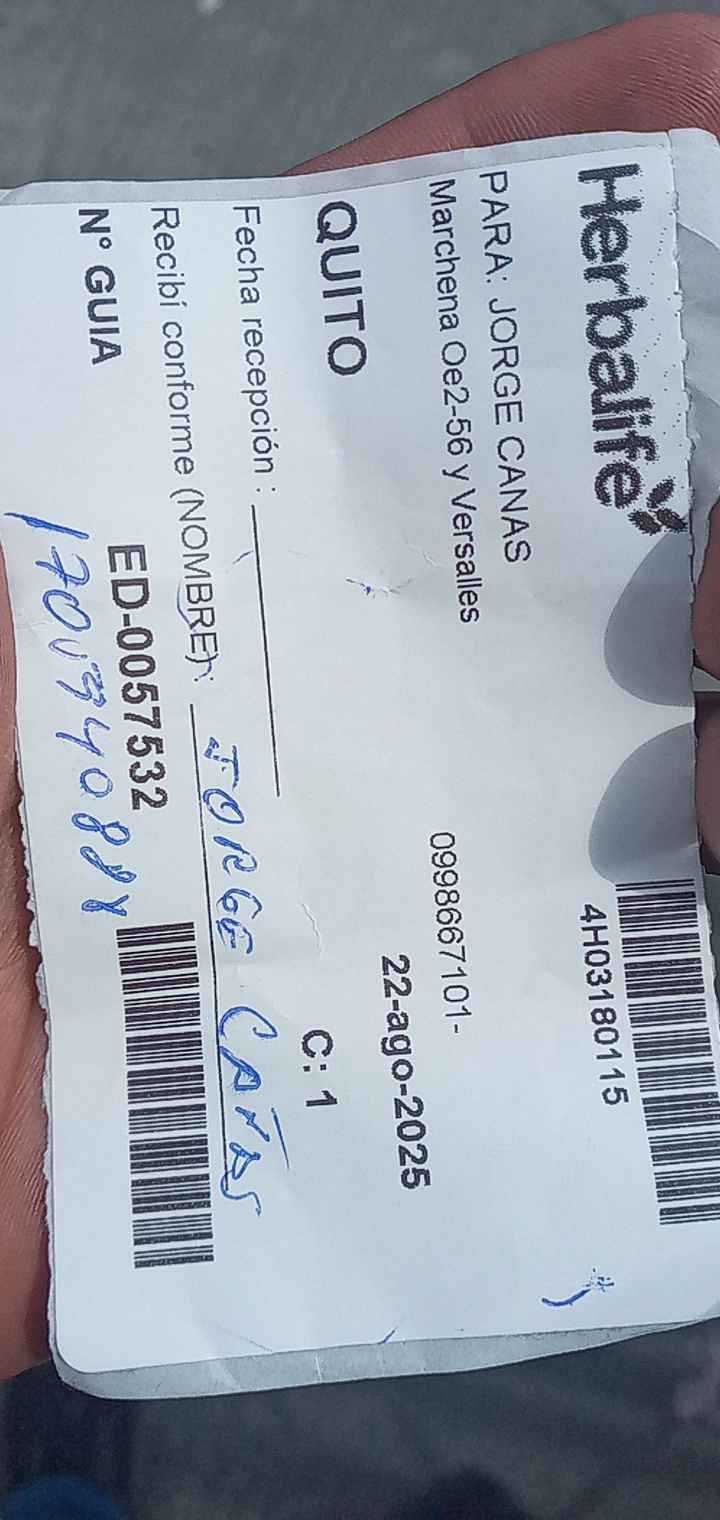 Herbalife
4H03180115
PARA: JORGE CANAS
Marchena Oe2-56 y Versalles
0998667101-
22-ago-2025
QUITO
C: 1
Fecha recepción :
Recibí conforme (NOMBRE): JORGE CAÑAS
N° GUIA
ED-0057532